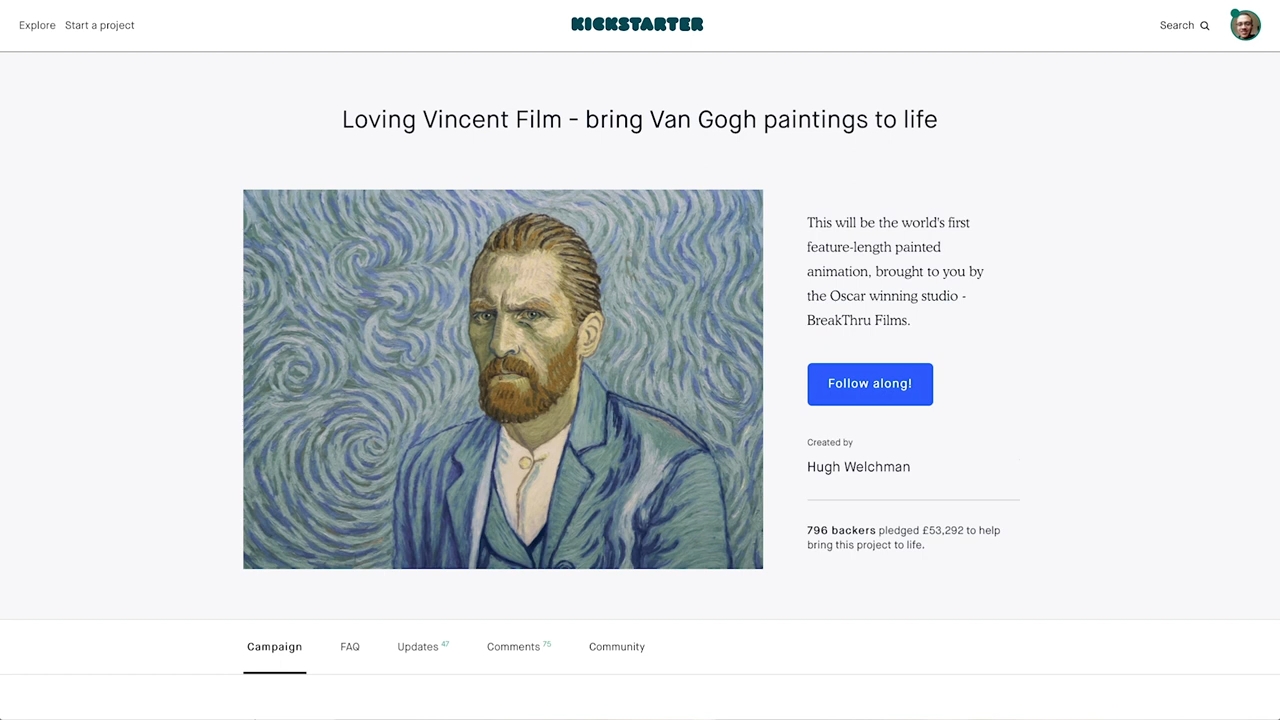 Explore Start a project KICKSTARTER Search
Loving Vincent Film - bring Van Gogh paintings to life
This will be the world's first
feature-length painted
animation, brought to you by
the Oscar winning studio -
BreakThru Films.
Follow along!
Created by
Hugh Welchman
796 backers pledged £53,292 to help
bring this project to life.
Campaign FAQ Updates 47 Comments 75 Community